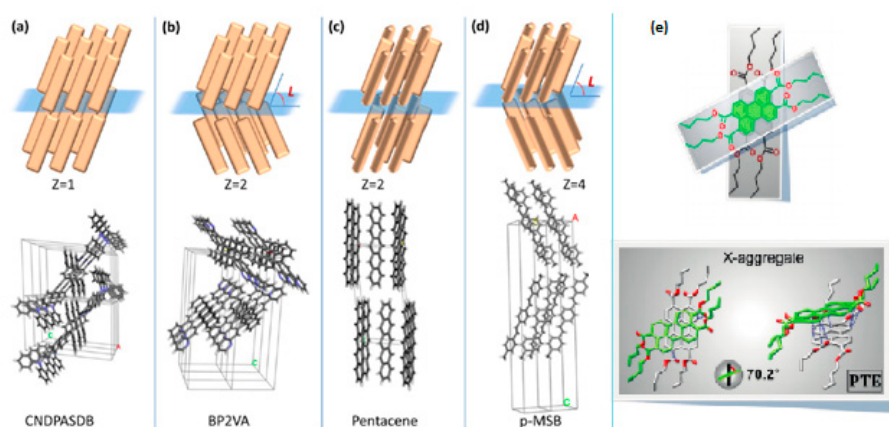 (a)
(b)
(c)
(d)
(e)
L
L
Z=1
Z=2
Z=2
Z=4
A
C
A
C
C
C
X-aggregate
70.2°
PTE
CNDPASDB
BP2VA
Pentacene
p-MSB